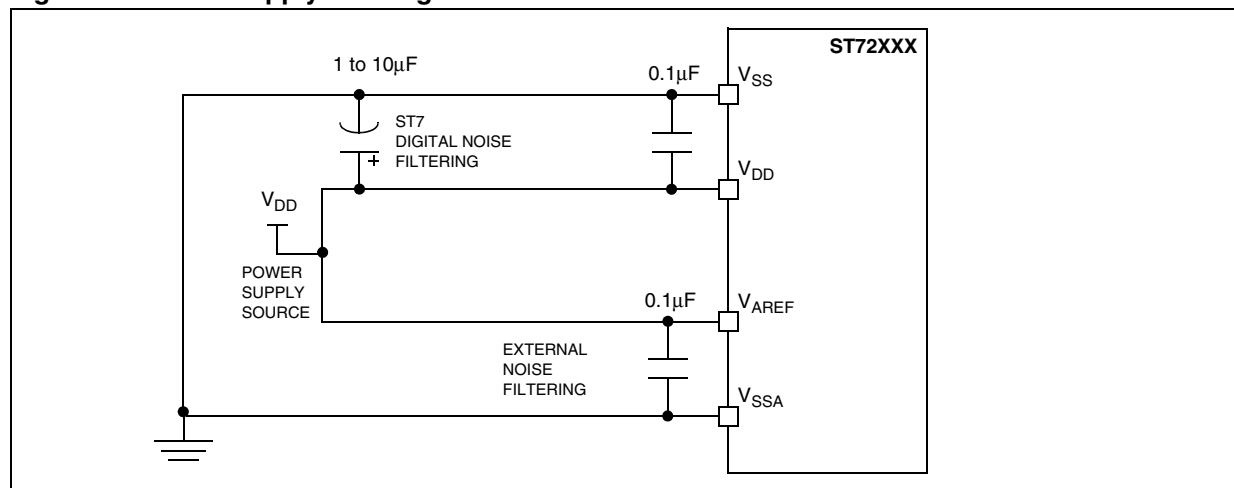 ST72XXX
1 to 10μF
0.1μF
VSS
ST7
DIGITAL NOISE
FILTERING
+
VDD
VDD
POWER
SUPPLY
SOURCE
0.1μF
VAREF
EXTERNAL
NOISE
FILTERING
VSSA